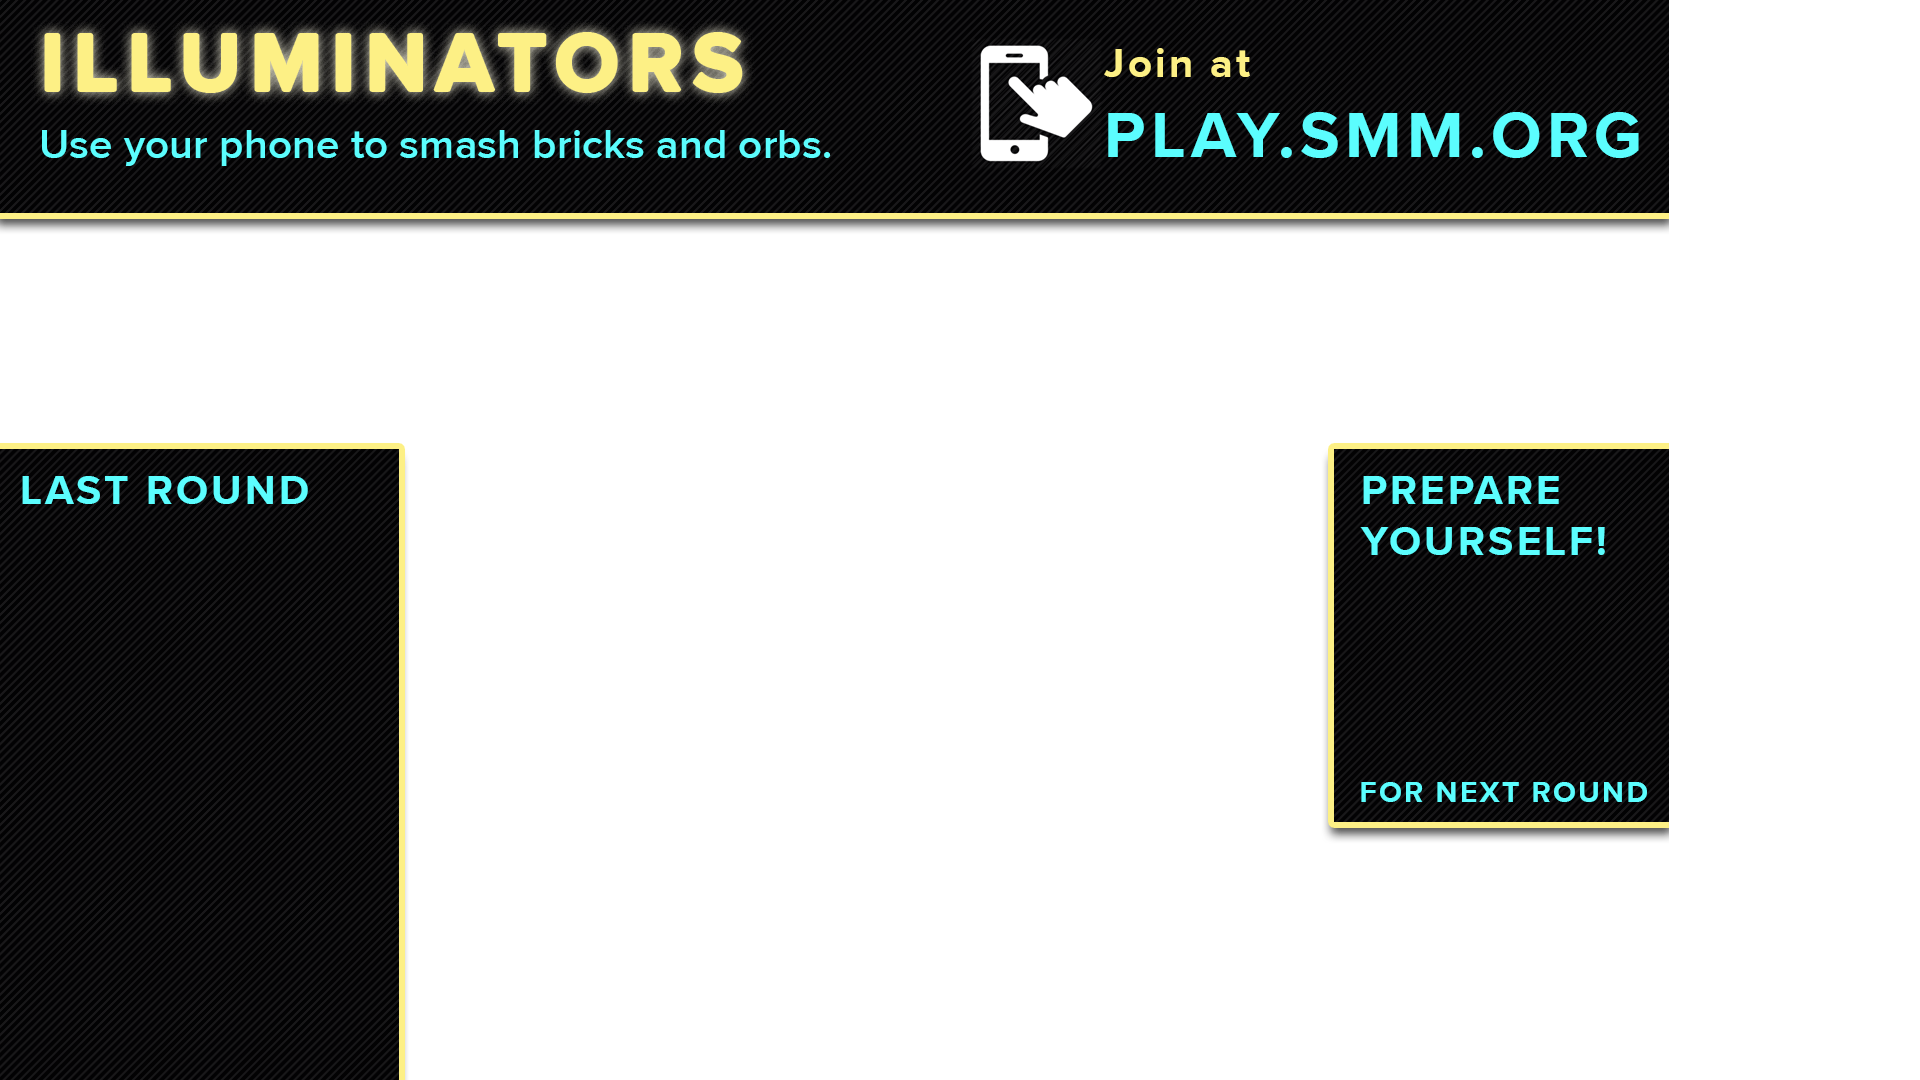 ILLUMINATORS
Use your phone to smash bricks and orbs.
Join at
PLAY.SMM.ORG
LAST ROUND
PREPARE
YOURSELF!
FOR NEXT ROUND